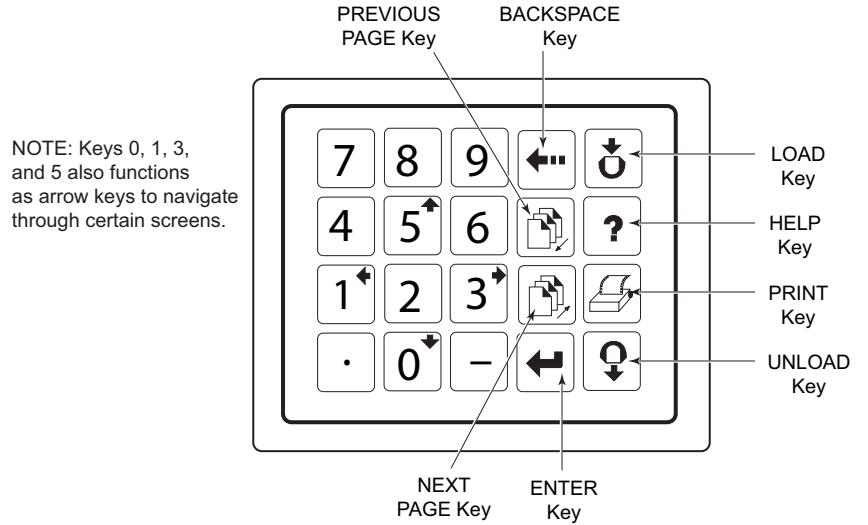 PREVIOUS
PAGE Key
BACKSPACE
Key
NOTE: Keys 0, 1, 3,
and 5 also functions
as arrow keys to navigate
through certain screens.
7 8 9
4 5 6 ?
1 2 3
. 0 –
LOAD
Key
HELP
Key
PRINT
Key
UNLOAD
Key
NEXT
PAGE Key
ENTER
Key